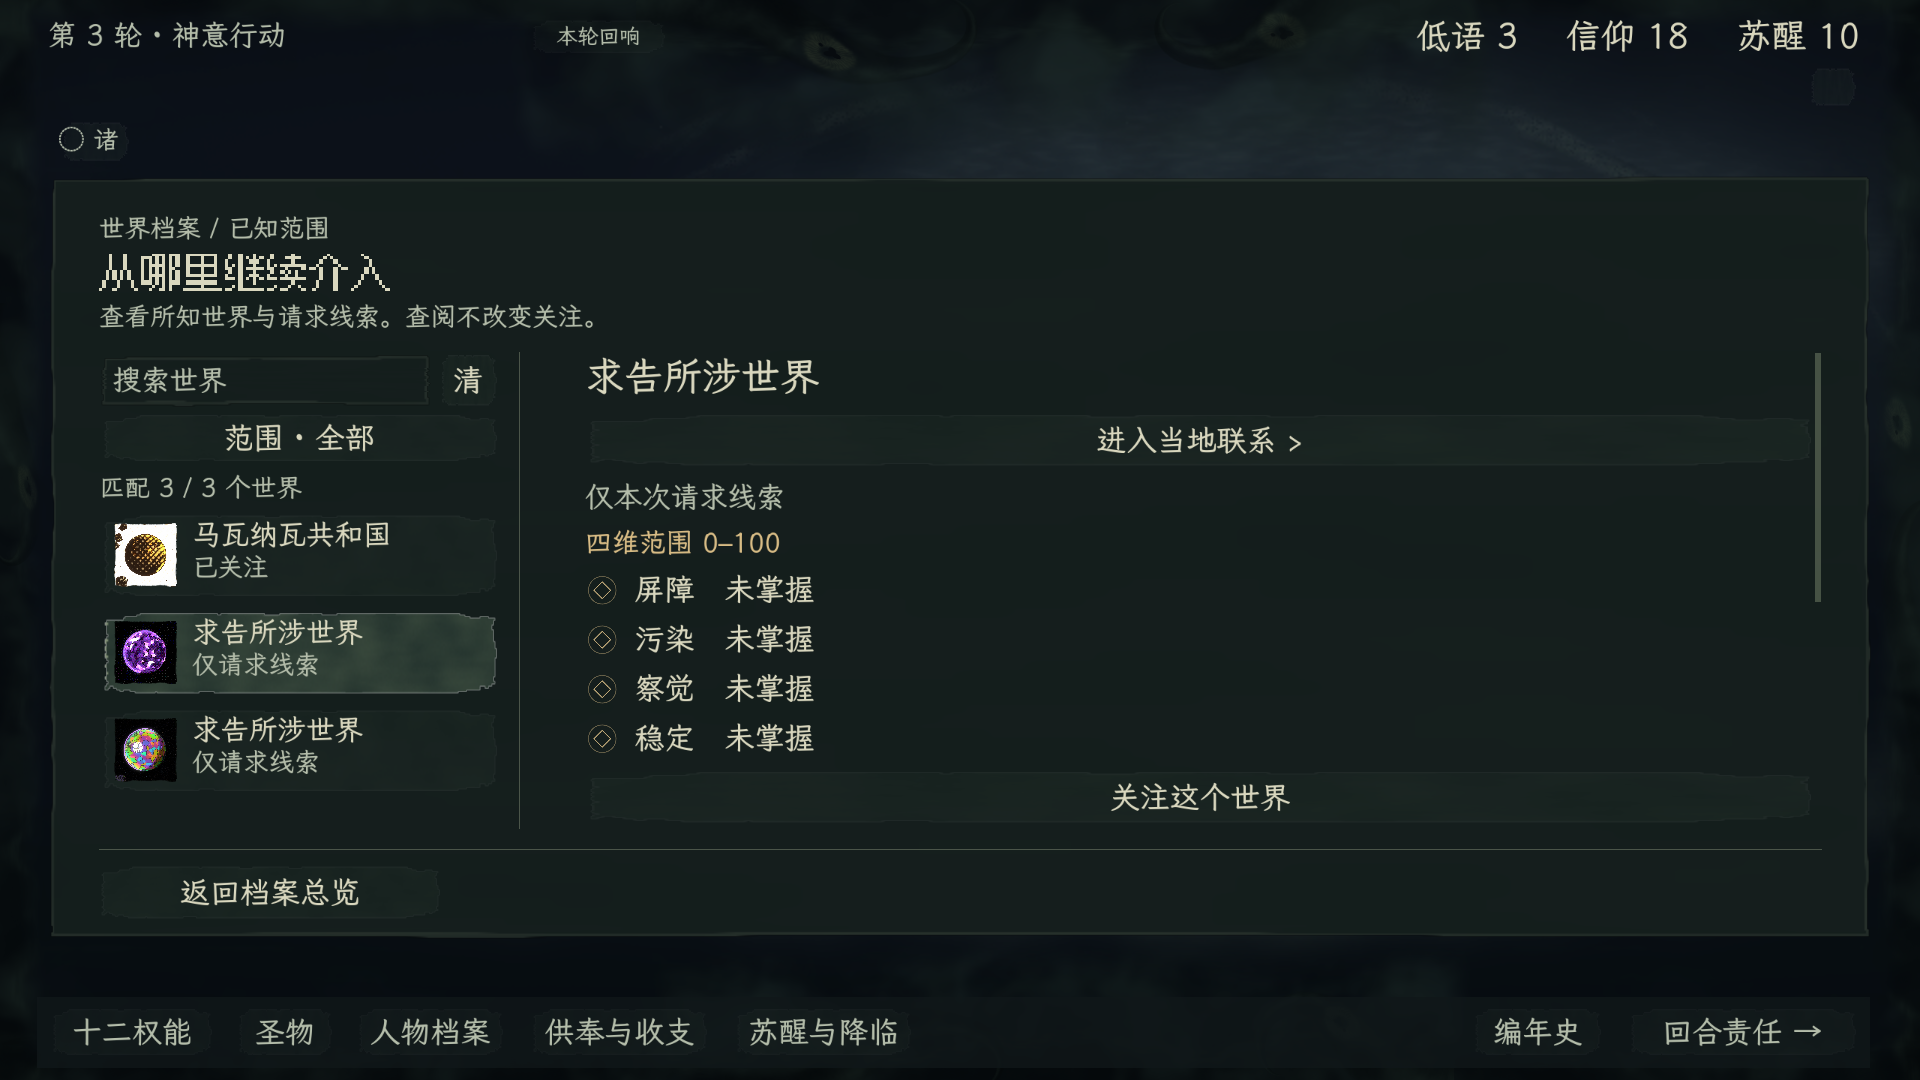 第 3 轮・神意行动
本轮回响
低语 3 信仰 18 苏醒 10
诸
世界档案 / 已知范围
从哪里继续介入
查看所知世界与请求线索。查阅不改变关注。
搜索世界 清
范围・全部
匹配 3 / 3 个世界
马瓦纳瓦共和国
已关注
求告所涉世界
仅请求线索
求告所涉世界
仅请求线索
求告所涉世界
进入当地联系 >
仅本次请求线索
四维范围 0–100
屏障 未掌握
污染 未掌握
察觉 未掌握
稳定 未掌握
关注这个世界
返回档案总览
十二权能 圣物 人物档案 供奉与收支 苏醒与降临 编年史 回合责任 →